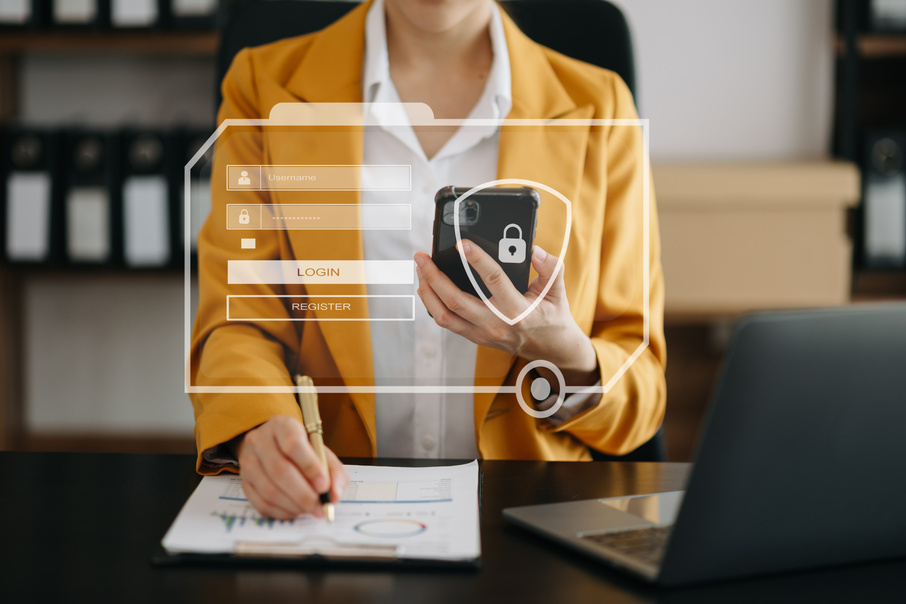 Username
............
LOGIN
REGISTER